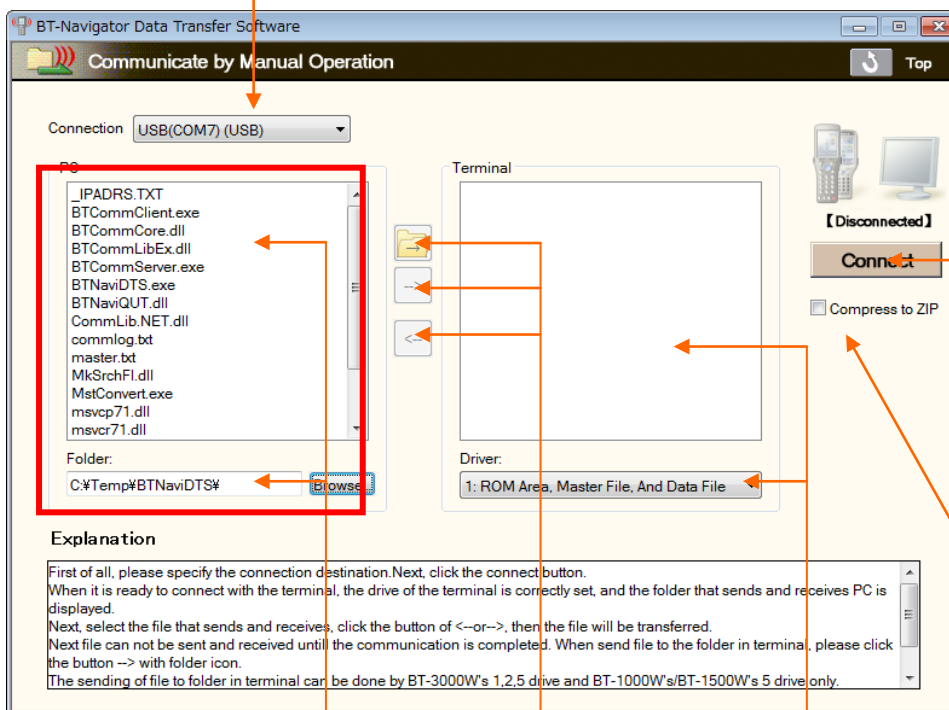 BT-Navigator Data Transfer Software
Communicate by Manual Operation
Top
Connection
USB(COM7) (USB)
PC
_IPADRS.TXT
BTCommClient.exe
BTCommCore.dll
BTCommLibEx.dll
BTCommServer.exe
BTNaviDTS.exe
BTNaviQUT.dll
CommLib.NET.dll
commlog.txt
master.txt
MkSrchFl.dll
MstConvert.exe
msvcp71.dll
msvcr71.dll
Folder:
C:¥Temp¥BTNaviDTS¥
Browse...
→
-->
<--
Terminal
Driver:
1: ROM Area, Master File, And Data File
【Disconnected】
Connect
Compress to ZIP
Explanation
First of all, please specify the connection destination.Next, click the connect button.
When it is ready to connect with the terminal, the drive of the terminal is correctly set, and the folder that sends and receives PC is
displayed.
Next, select the file that sends and receives, click the button of <--or-->, then the file will be transferred.
Next file can not be sent and received untill the communication is completed. When send file to the folder in terminal, please click
the button --> with folder icon.
The sending of file to folder in terminal can be done by BT-3000W's 1,2,5 drive and BT-1000W's/BT-1500W's 5 drive only.